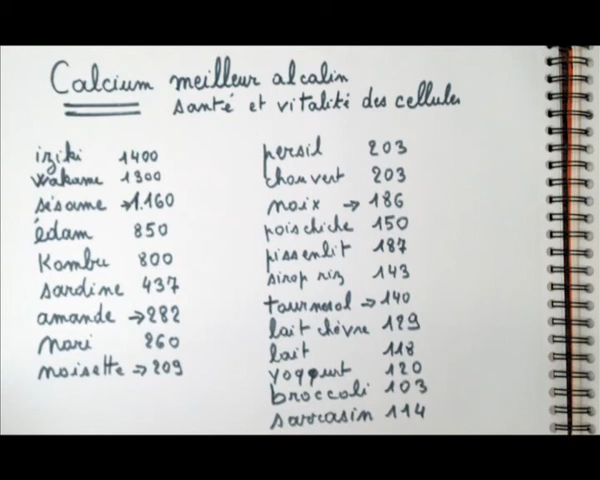 Calcium meilleur alcalin
santé et vitalité des cellules
iziki 1400
wakame 1300
sisame → 1.160
édam 850
Kombu 800
sardine 437
amande → 282
nari 260
noisette → 209
persil 203
chou vert 203
noix → 186
pois chiche 150
pissenlit 187
sirop riz 143
tournesol → 140
lait chèvre 129
lait 118
yogourt 120
broccoli 103
sarrasin 114